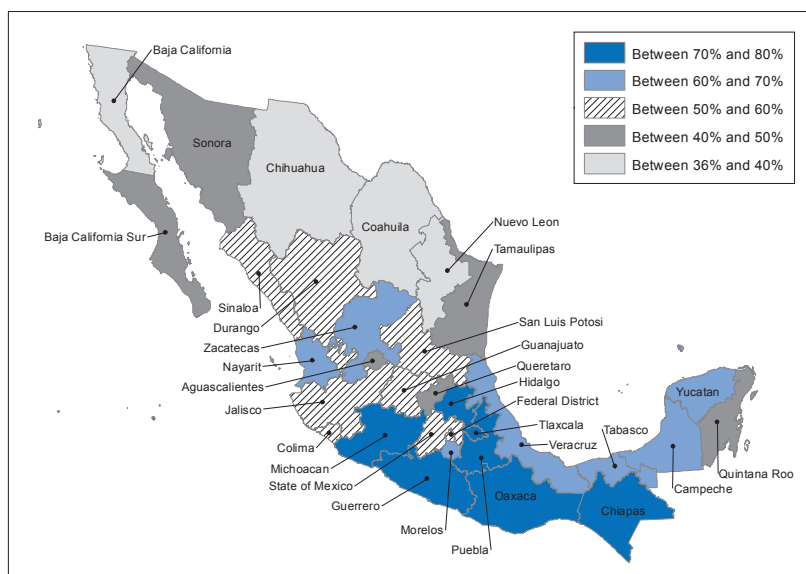 Baja California
Between 70% and 80%
Between 60% and 70%
Between 50% and 60%
Between 40% and 50%
Between 36% and 40%
Sonora
Chihuahua
Coahuila
Nuevo Leon
Tamaulipas
Baja California Sur
Sinaloa
Durango
Zacatecas
Nayarit
Aguascalientes
Jalisco
Colima
Michoacan
State of Mexico
Guerrero
Morelos
Puebla
San Luis Potosi
Guanajuato
Queretaro
Hidalgo
Federal District
Tlaxcala
Veracruz
Tabasco
Yucatan
Quintana Roo
Campeche
Oaxaca
Chiapas